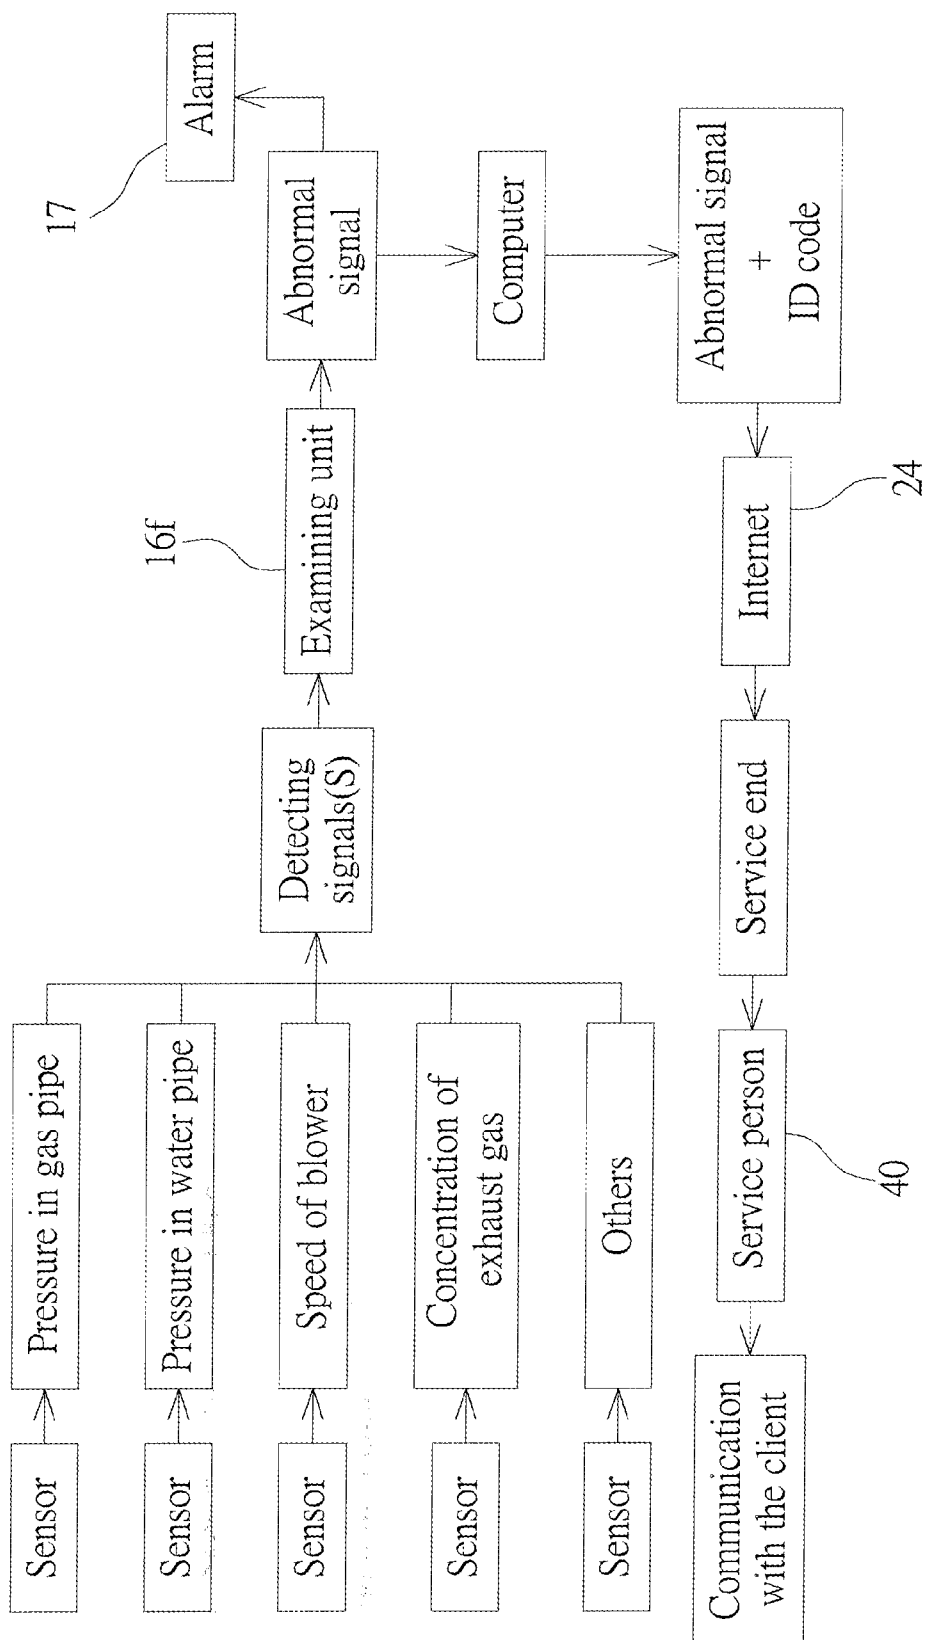 Sensor
Pressure in gas pipe
Sensor
Pressure in water pipe
Sensor
Speed of blower
Sensor
Concentration of
exhaust gas
Sensor
Others
Detecting
signals(S)
16f
Examining unit
Abnormal
signal
17
Alarm
Computer
Abnormal signal
+
ID code
Internet
24
Service end
Service person
40
Communication
with the client